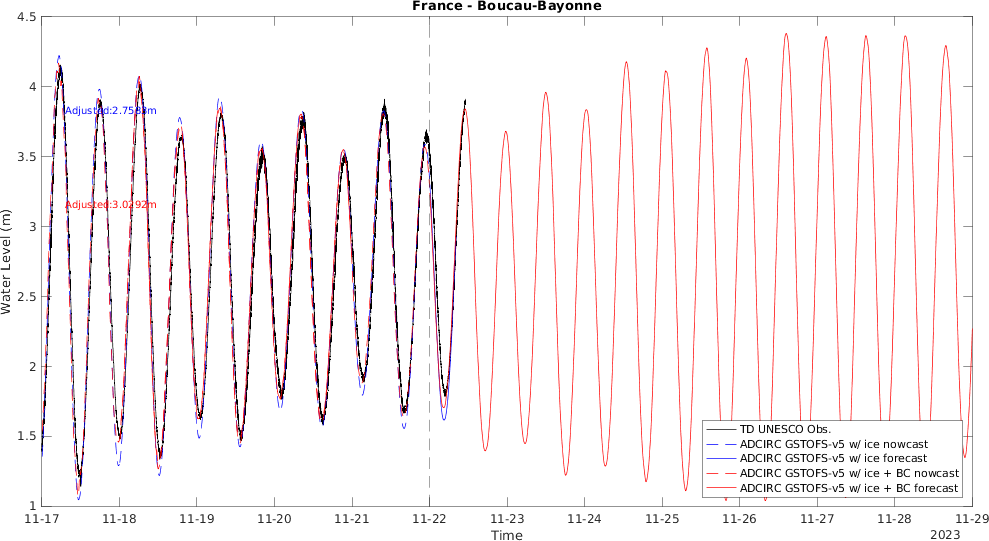 France - Boucau-Bayonne
4.5
4
3.5
3
2.5
2
1.5
1
Water Level (m)
Adjusted:2.7583m
Adjusted:3.0292m
TD UNESCO Obs.
ADCIRC GSTOFS-v5 w/ ice nowcast
ADCIRC GSTOFS-v5 w/ ice forecast
ADCIRC GSTOFS-v5 w/ ice + BC nowcast
ADCIRC GSTOFS-v5 w/ ice + BC forecast
11-17 11-18 11-19 11-20 11-21 11-22 11-23 11-24 11-25 11-26 11-27 11-28 11-29
Time
2023